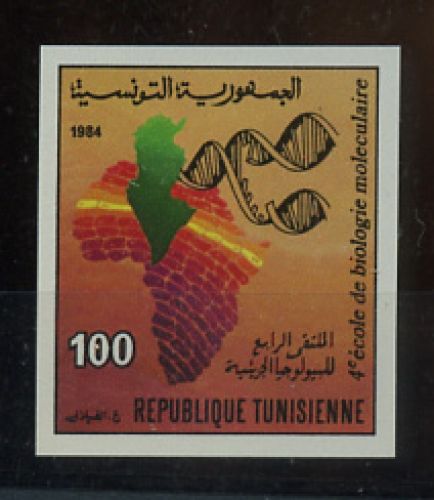 الجمهورية التونسية
1984
4e école de biologie moleculaire
100
الملتقى الرابع
للبيولوجيا الجزيئية
REPUBLIQUE TUNISIENNE